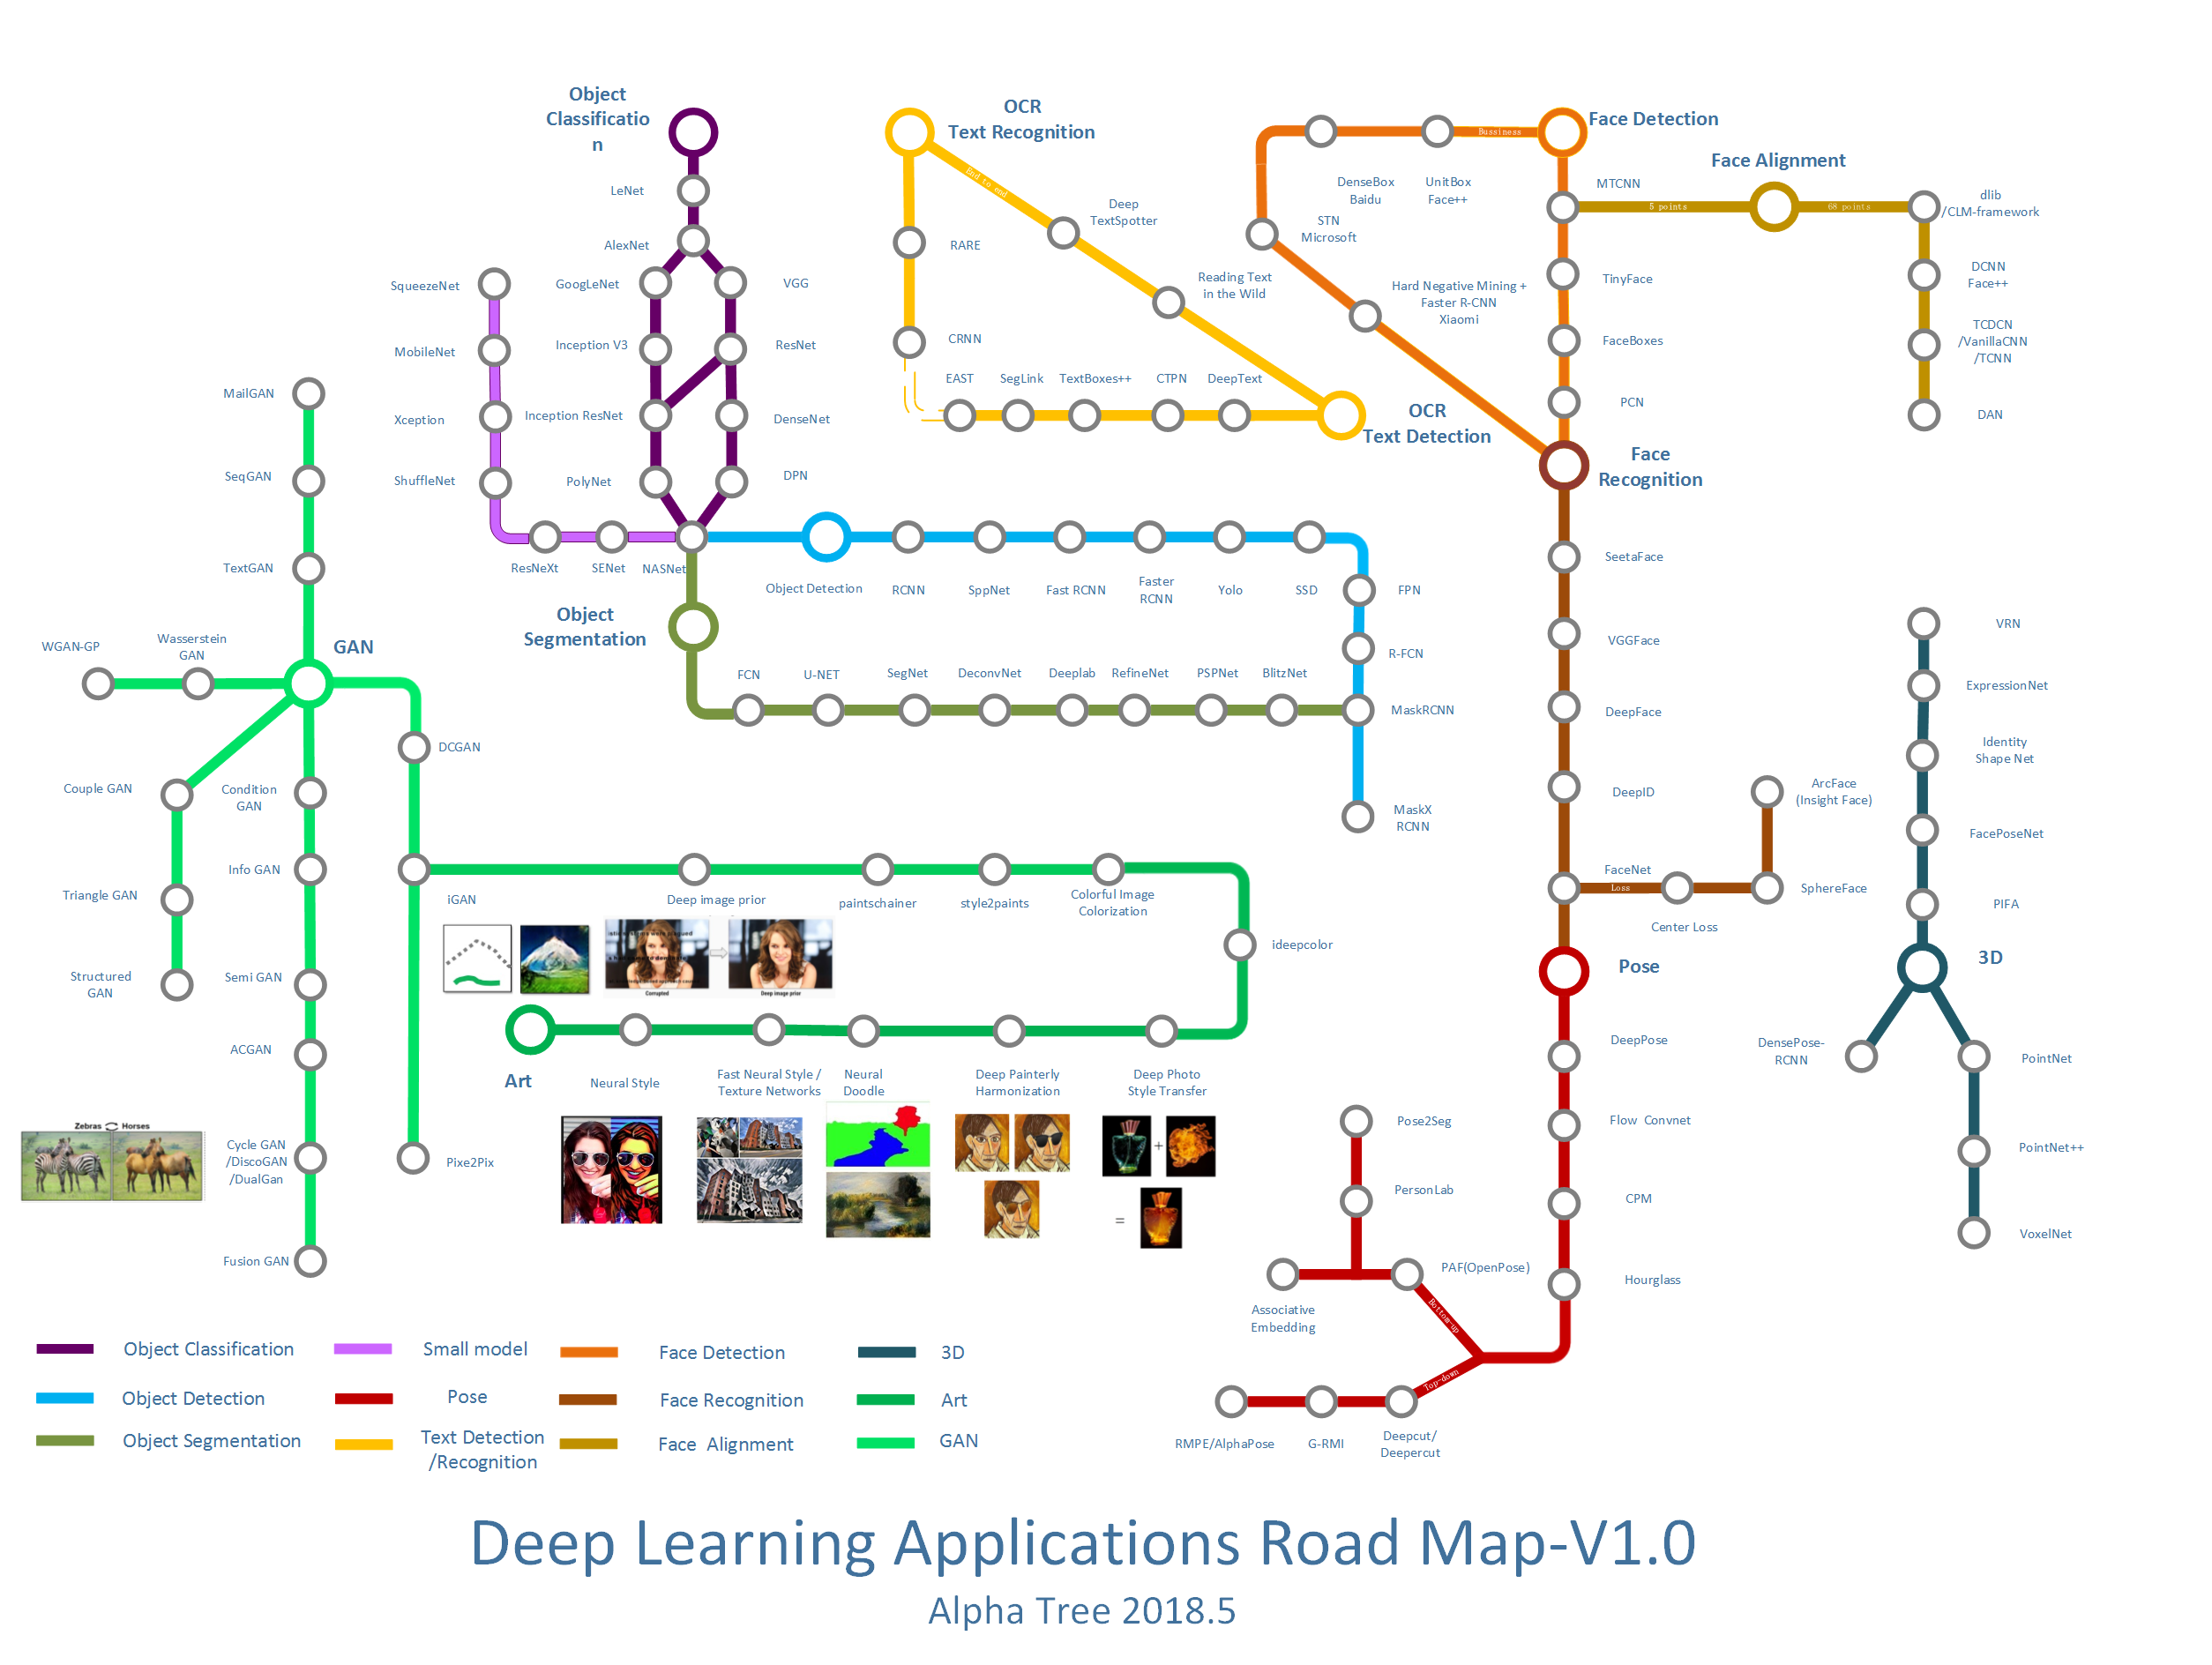 Object
Classificatio
n
LeNet
AlexNet
GoogLeNet
VGG
Inception V3
ResNet
Inception ResNet
DenseNet
PolyNet
DPN
SqueezeNet
MobileNet
Xception
ShuffleNet
ResNeXt
SENet
NASNet
OCR
Text Recognition
End to end
RARE
CRNN
Deep
TextSpotter
Reading Text
in the Wild
EAST
SegLink
TextBoxes++
CTPN
DeepText
OCR
Text Detection
Face Detection
Bussiness
UnitBox
Face++
DenseBox
Baidu
STN
Microsoft
Hard Negative Mining +
Faster R-CNN
Xiaomi
MTCNN
TinyFace
FaceBoxes
PCN
Face Alignment
5 points
68 points
dlib
/CLM-framework
DCNN
Face++
TCDCN
/VanillaCNN
/TCNN
DAN
Face
Recognition
SeetaFace
VGGFace
DeepFace
DeepID
FaceNet
Loss
Center Loss
SphereFace
ArcFace
(Insight Face)
Object Detection
RCNN
SppNet
Fast RCNN
Faster
RCNN
Yolo
SSD
FPN
R-FCN
MaskRCNN
MaskX
RCNN
Object
Segmentation
FCN
U-NET
SegNet
DeconvNet
Deeplab
RefineNet
PSPNet
BlitzNet
MailGAN
SeqGAN
TextGAN
GAN
WGAN-GP
Wasserstein
GAN
Couple GAN
Triangle GAN
Structured
GAN
Condition
GAN
Info GAN
Semi GAN
ACGAN
Cycle GAN
/DiscoGAN
/DualGan
Fusion GAN
Zebras
Horses
DCGAN
iGAN
Pixe2Pix
Deep image prior
Corrupted
Deep image prior
paintschainer
style2paints
Colorful Image
Colorization
ideepcolor
Art
Neural Style
Fast Neural Style /
Texture Networks
Neural
Doodle
Deep Painterly
Harmonization
Deep Photo
Style Transfer
+
=
Pose
DeepPose
Flow Convnet
CPM
Hourglass
Bottom-up
Top-down
Pose2Seg
PersonLab
PAF(OpenPose)
Associative
Embedding
RMPE/AlphaPose
G-RMI
Deepcut/
Deepercut
VRN
ExpressionNet
Identity
Shape Net
FacePoseNet
PIFA
3D
DensePose-
RCNN
PointNet
PointNet++
VoxelNet
Object Classification
Small model
Face Detection
3D
Object Detection
Pose
Face Recognition
Art
Object Segmentation
Text Detection
/Recognition
Face Alignment
GAN
Deep Learning Applications Road Map-V1.0
Alpha Tree 2018.5